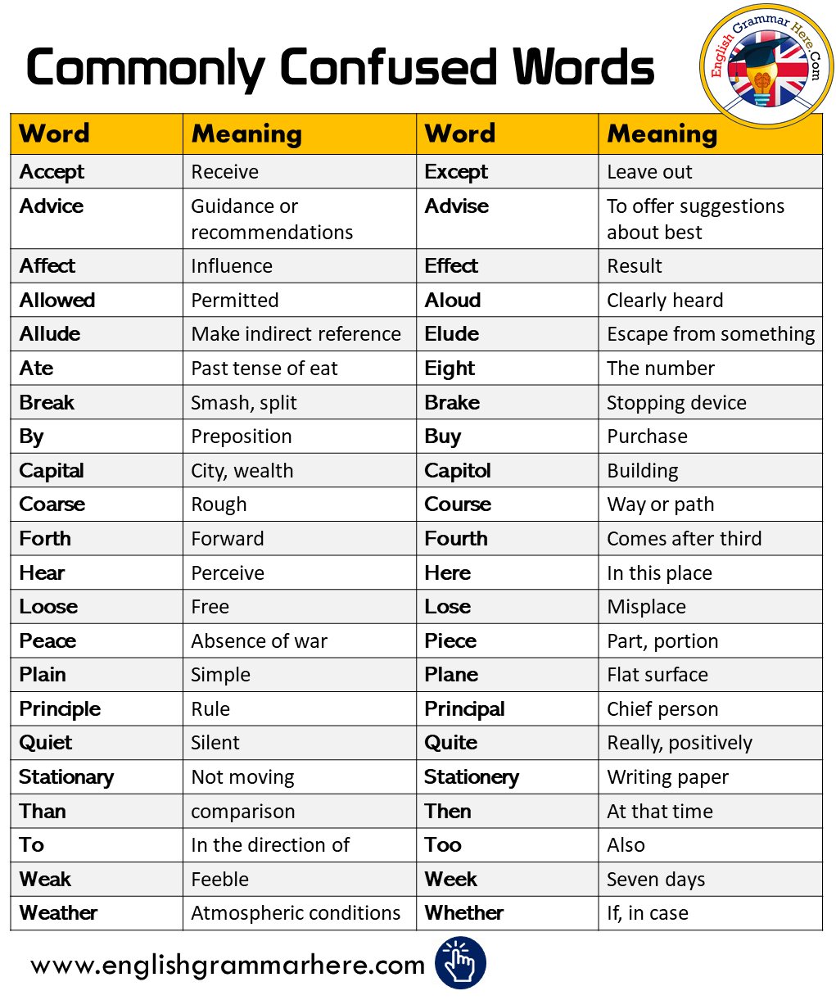 Commonly Confused Words
English Grammar Here.Com
Word Meaning Word Meaning
Accept Receive Except Leave out
Advice Guidance or Advise To offer suggestions
recommendations about best
Affect Influence Effect Result
Allowed Permitted Aloud Clearly heard
Allude Make indirect reference Elude Escape from something
Ate Past tense of eat Eight The number
Break Smash, split Brake Stopping device
By Preposition Buy Purchase
Capital City, wealth Capitol Building
Coarse Rough Course Way or path
Forth Forward Fourth Comes after third
Hear Perceive Here In this place
Loose Free Lose Misplace
Peace Absence of war Piece Part, portion
Plain Simple Plane Flat surface
Principle Rule Principal Chief person
Quiet Silent Quite Really, positively
Stationary Not moving Stationery Writing paper
Than comparison Then At that time
To In the direction of Too Also
Weak Feeble Week Seven days
Weather Atmospheric conditions Whether If, in case
www.englishgrammarhere.com